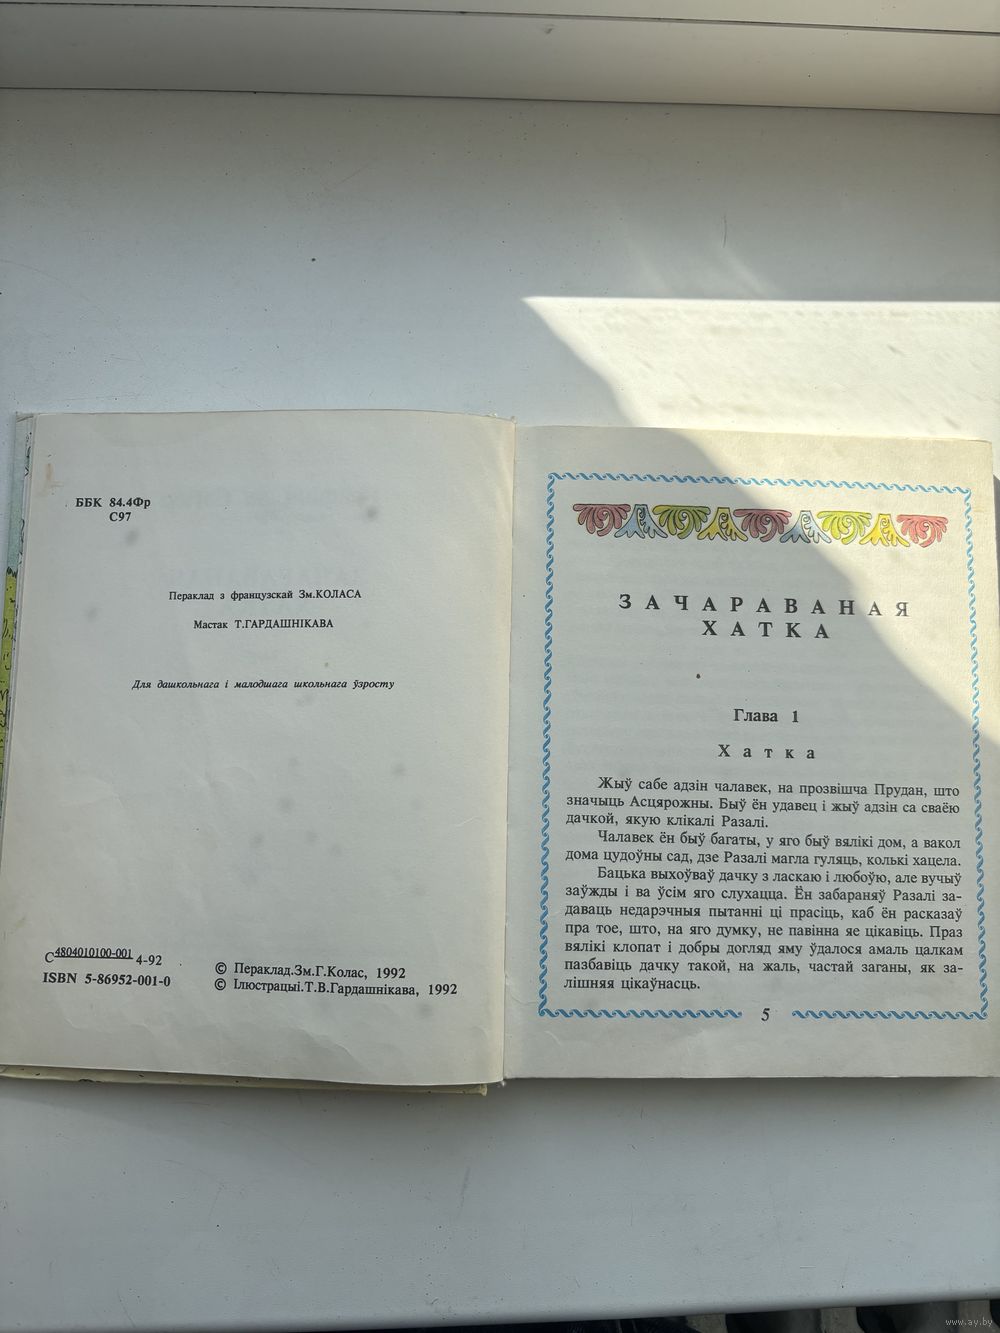 ББК 84.4Фр
С97
Пераклад з французскай Зм.КОЛАСА
Мастак Т.ГАРДАШНІКАВА
Для дашкольнага і малодшага школьнага ўзросту
С 4804010100-001 4-92
ISBN 5-86952-001-0
© Пераклад.Зм.Г.Колас, 1992
© Ілюстрацыі.Т.В.Гардашнікава, 1992
ЗАЧАРАВАНАЯ
ХАТКА
Глава 1
Хатка
Жыў сабе адзін чалавек, на прозвішча Прудан, што
значыць Асцярожны. Быў ён удавец і жыў адзін са сваёю
дачкой, якую клікалі Разалі.
Чалавек ён быў багаты, у яго быў вялікі дом, а вакол
дома цудоўны сад, дзе Разалі магла гуляць, колькі хацела.
Бацька выхоўваў дачку з ласкаю і любоўю, але вучыў
заўжды і ва ўсім яго слухацца. Ён забараняў Разалі за-
даваць недарэчныя пытанні ці прасіць, каб ён расказаў
пра тое, што, на яго думку, не павінна яе цікавіць. Праз
вялікі клопат і добры догляд яму ўдалося амаль цалкам
пазбавіць дачку такой, на жаль, частай заганы, як за-
лішняя цікаўнасць.
5
www.ay.by